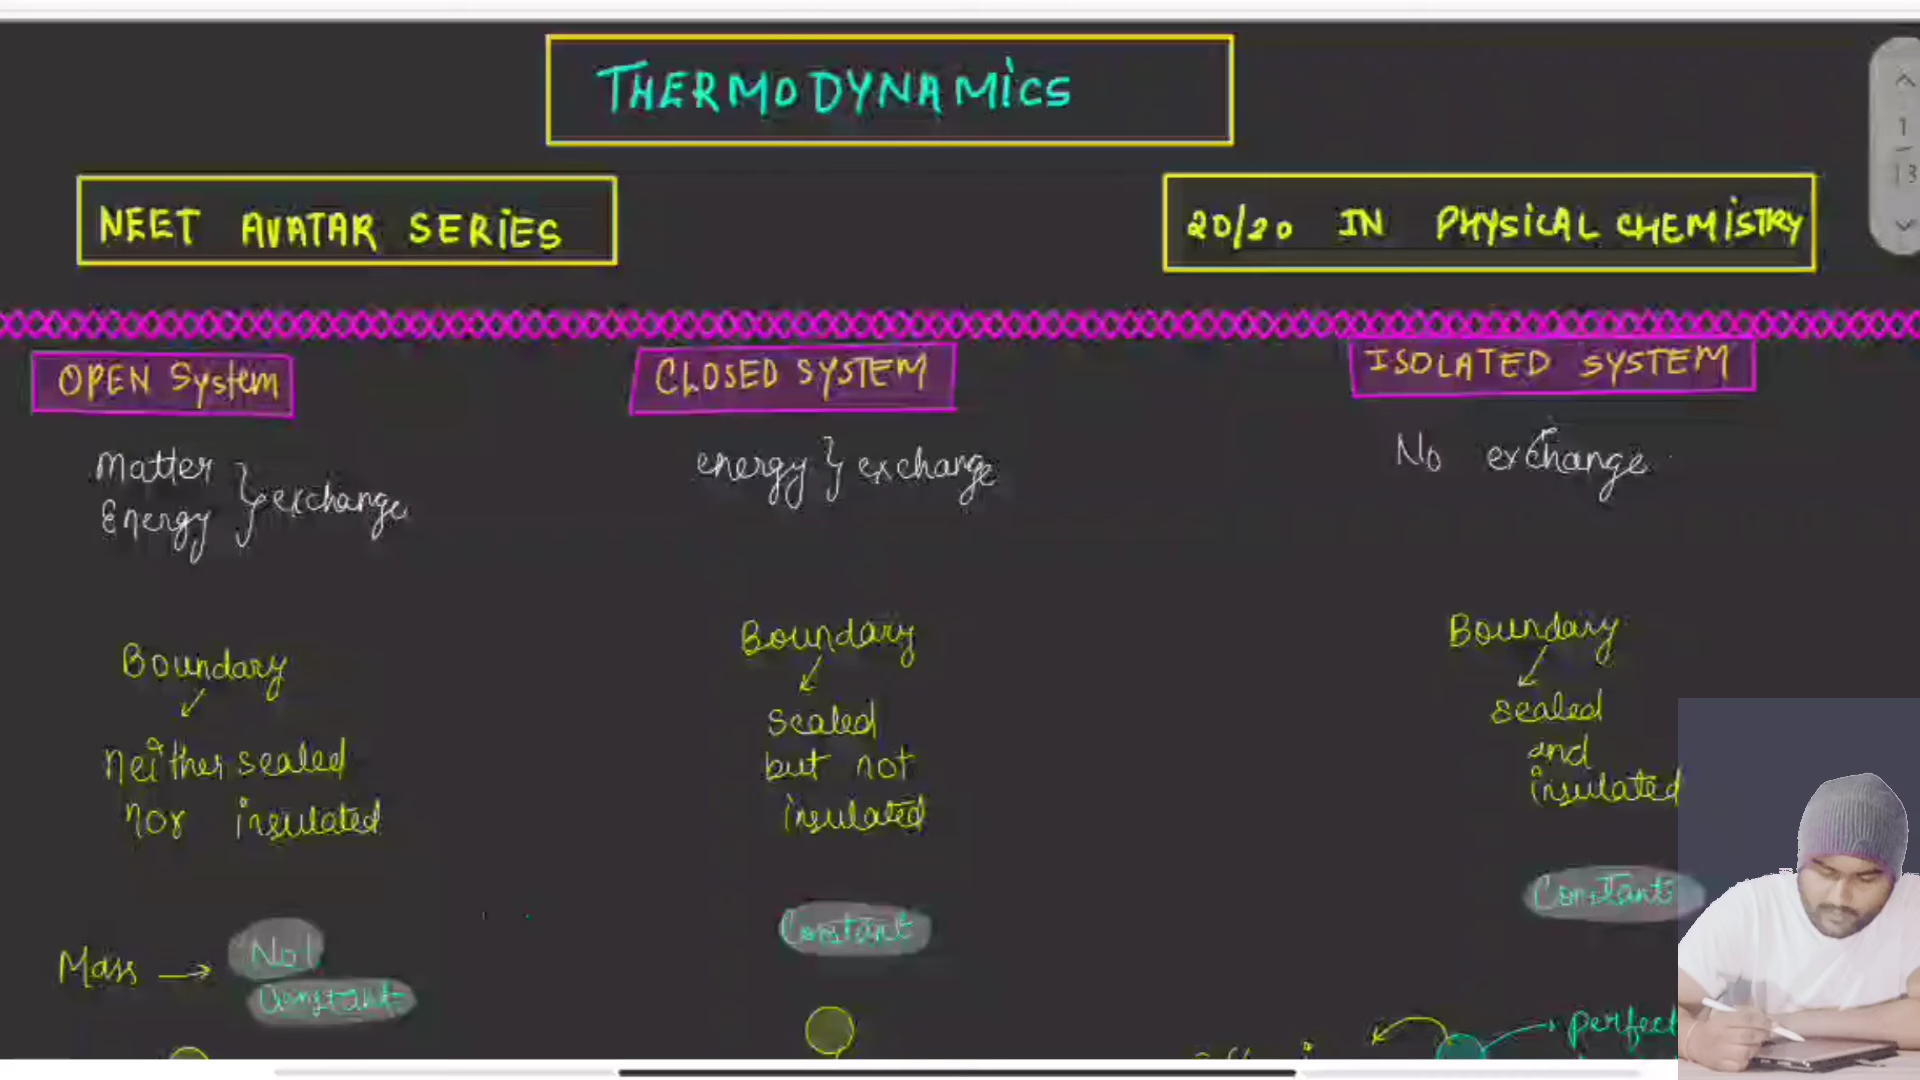 THERMODYNAMICS
NEET AVATAR SERIES
20/20 IN PHYSICAL CHEMISTRY
1
13
OPEN System
CLOSED SYSTEM
ISOLATED SYSTEM
Matter
Energy } exchange
energy } exchange
No exchange
Boundary
neither sealed
nor insulated
Boundary
sealed
but not
insulated
Boundary
sealed
and
insulated
Mass → Not
Constant
Constant
Constant
perfect